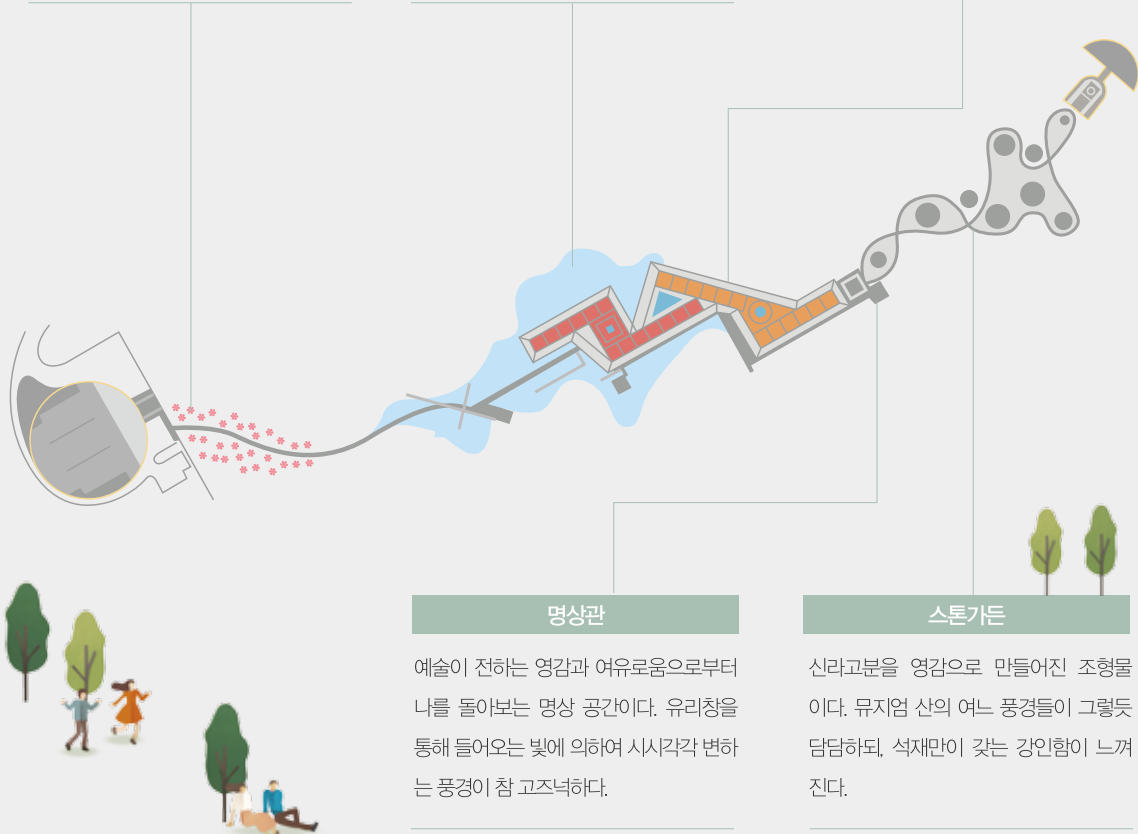 명상관
예술이 전하는 영감과 여유로움으로부터
나를 돌아보는 명상 공간이다. 유리창을
통해 들어오는 빛에 의하여 시시각각 변하
는 풍경이 참 고즈넉하다.
스톤가든
신라고분을 영감으로 만들어진 조형물
이다. 뮤지엄 산의 여느 풍경들이 그렇듯
담담하되, 석재만이 갖는 강인함이 느껴
진다.